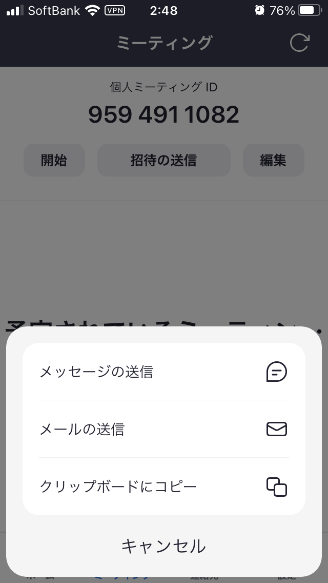 SoftBank VPN 2:48 76%
ミーティング
個人ミーティング ID
959 491 1082
開始 招待の送信 編集
メッセージの送信
メールの送信
クリップボードにコピー
キャンセル